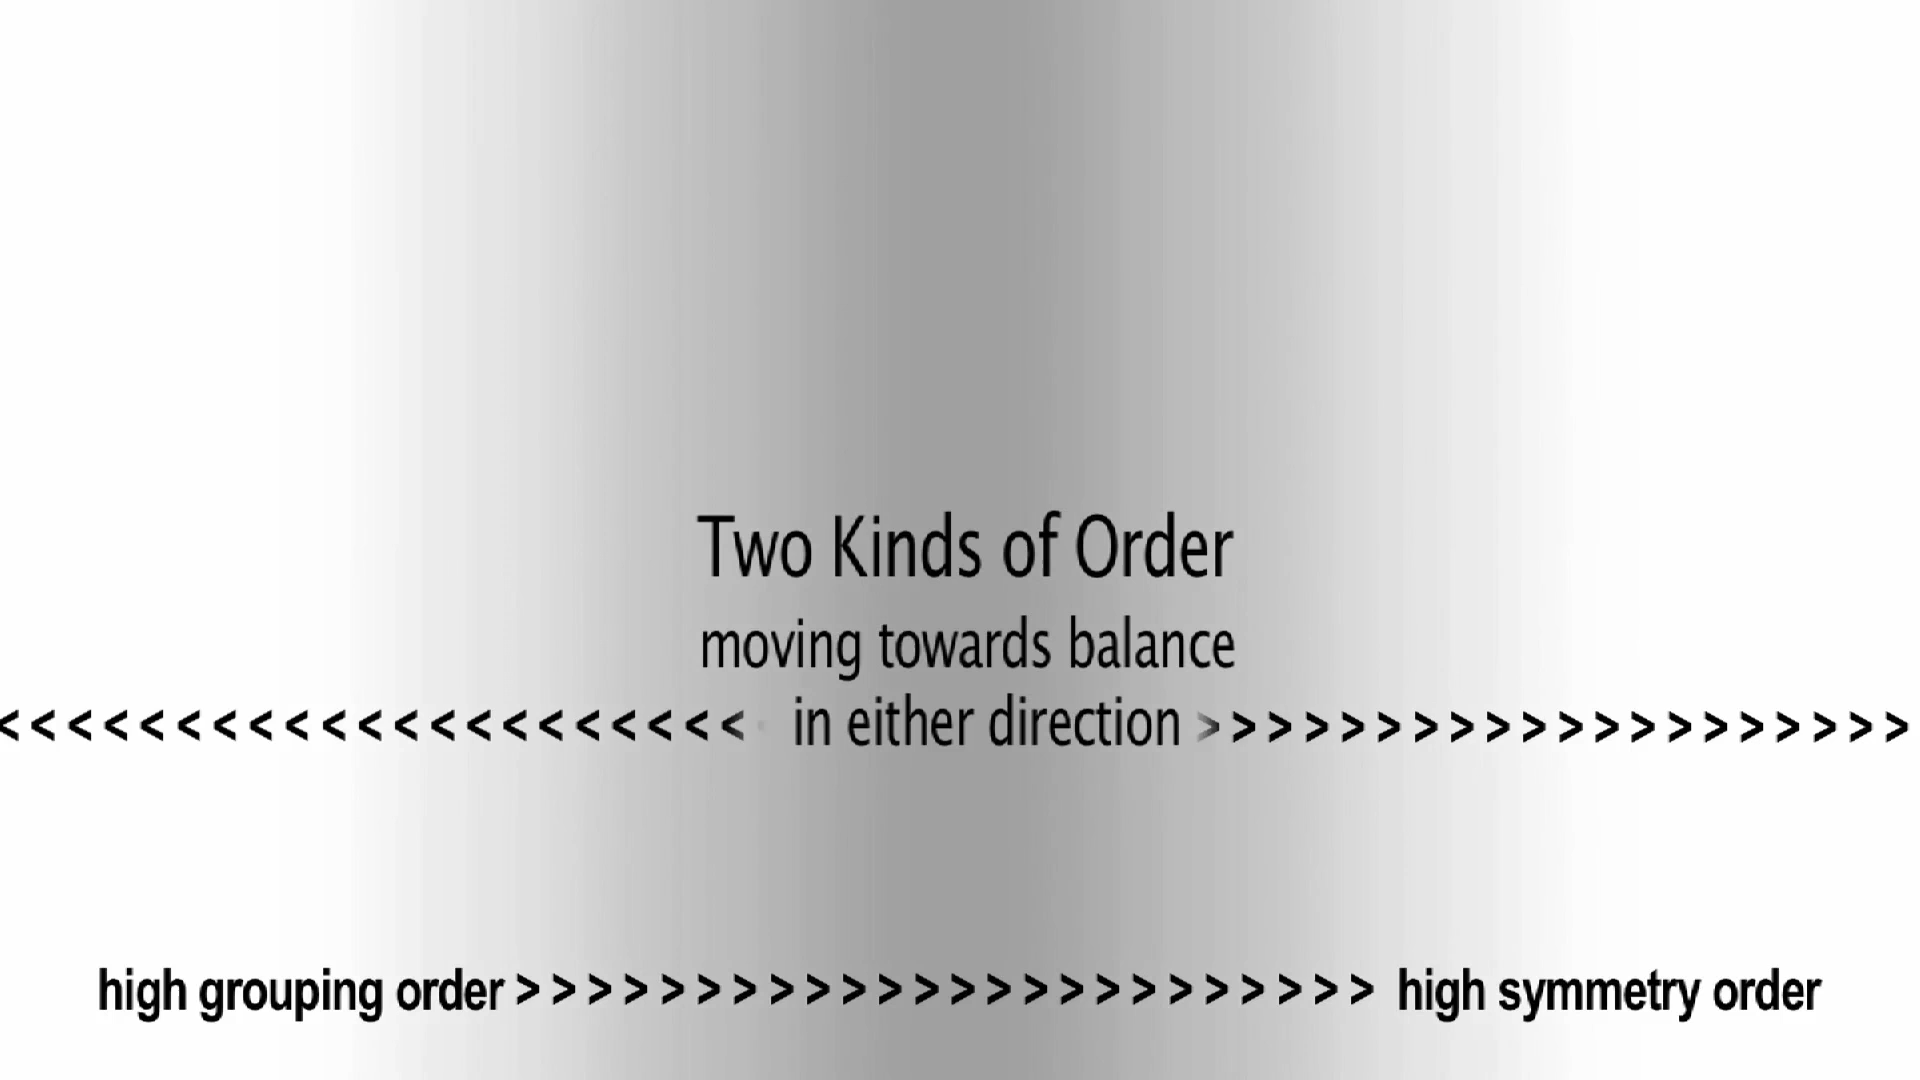 Two Kinds of Order
moving towards balance
<<<<<<<<<<<<<<<<<<<<< in either direction >>>>>>>>>>>>>>>>>>>>
high grouping order >>>>>>>>>>>>>>>>>>>>>>>> high symmetry order